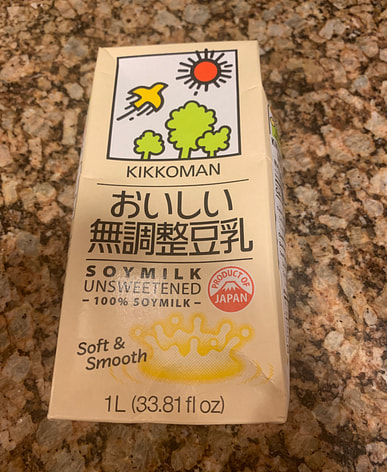 KIKKOMAN
おいしい
無調整豆乳
SOYMILK
UNSWEETENED
- 100% SOYMILK -
PRODUCT OF
JAPAN
Soft &
Smooth
1L (33.81 fl oz)